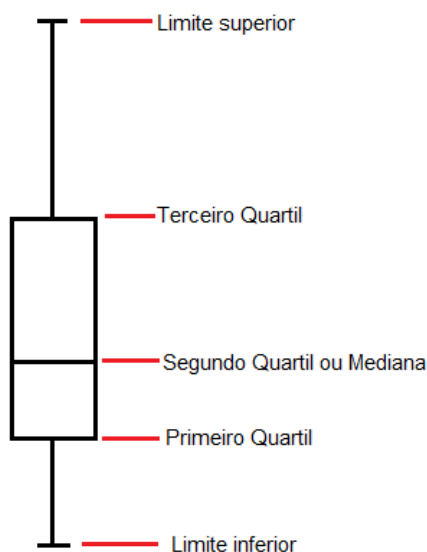 Limite superior
Terceiro Quartil
Segundo Quartil ou Mediana
Primeiro Quartil
Limite inferior